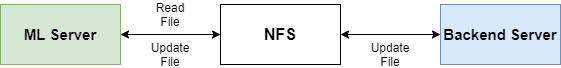 Read
File
ML Server
NFS
Backend Server
Update
File
Update
File